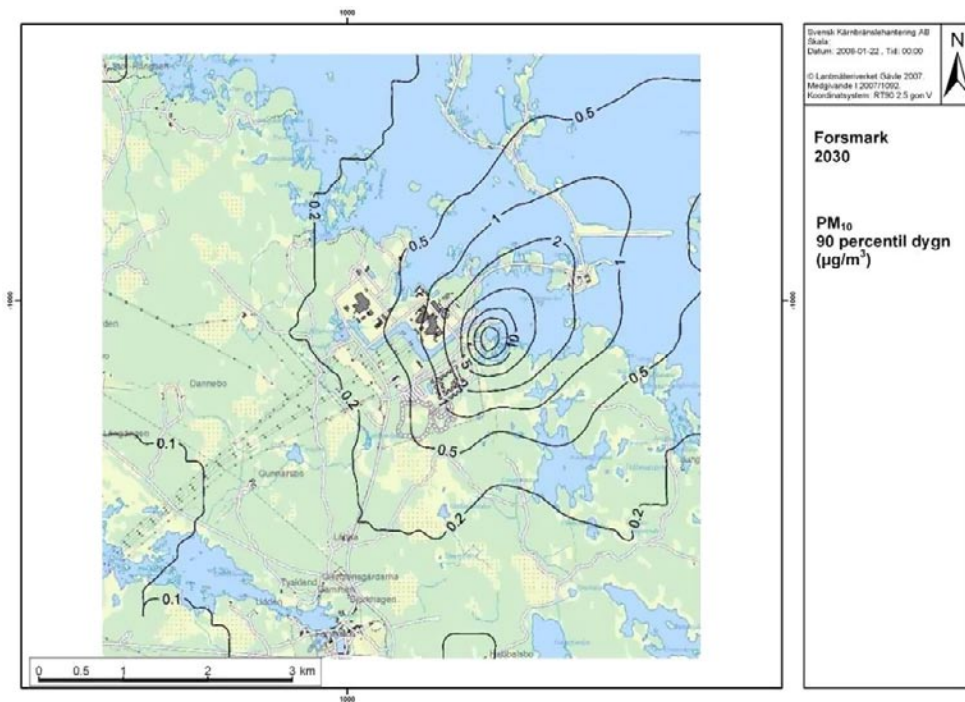 1000
Svensk Kärnbränslehantering AB
Skala:
Datum: 2008-01-22 , Tid: 00:00
© Lantmäteriverket Gävle 2007.
Medgivande I 2007/1092.
Koordinatsystem: RT90 2.5 gon V
N
Forsmark
2030
PM₁₀
90 percentil dygn
(µg/m³)
0.5
0.2
1
0.5
2
1
-1000
-1000
10
5
2
0.5
Dannebo
0.2
0.1
0.5
Gunnarsbo
0.2
0.2
0.1
0 0.5 1 2 3 km
1000